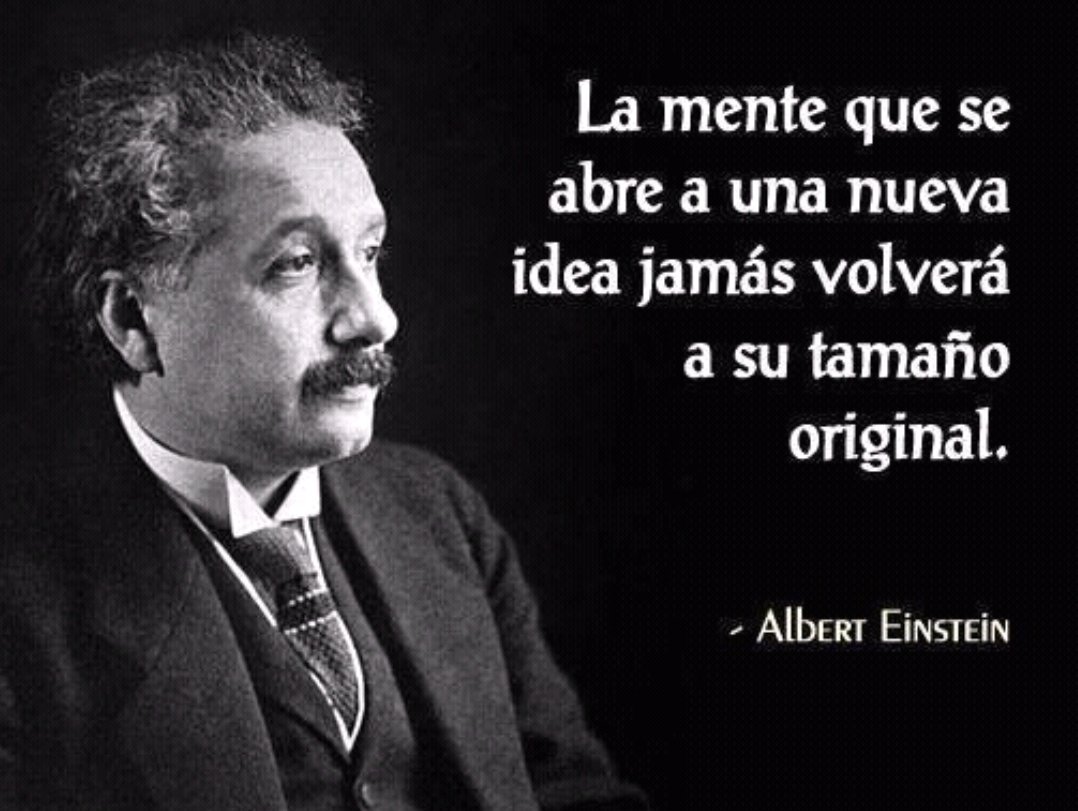 La mente que se
abre a una nueva
idea jamás volverá
a su tamaño
original.
- Albert Einstein